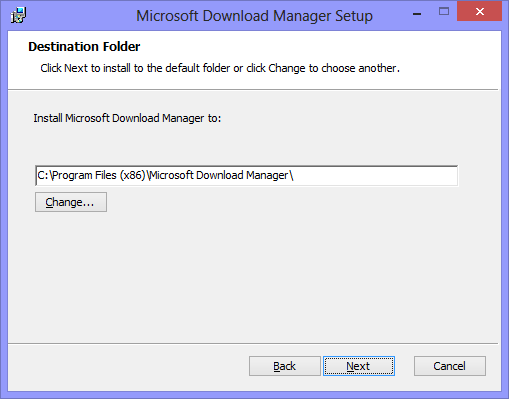 Microsoft Download Manager Setup
Destination Folder
Click Next to install to the default folder or click Change to choose another.
Install Microsoft Download Manager to:
C:\Program Files (x86)\Microsoft Download Manager\
Change...
Back Next Cancel